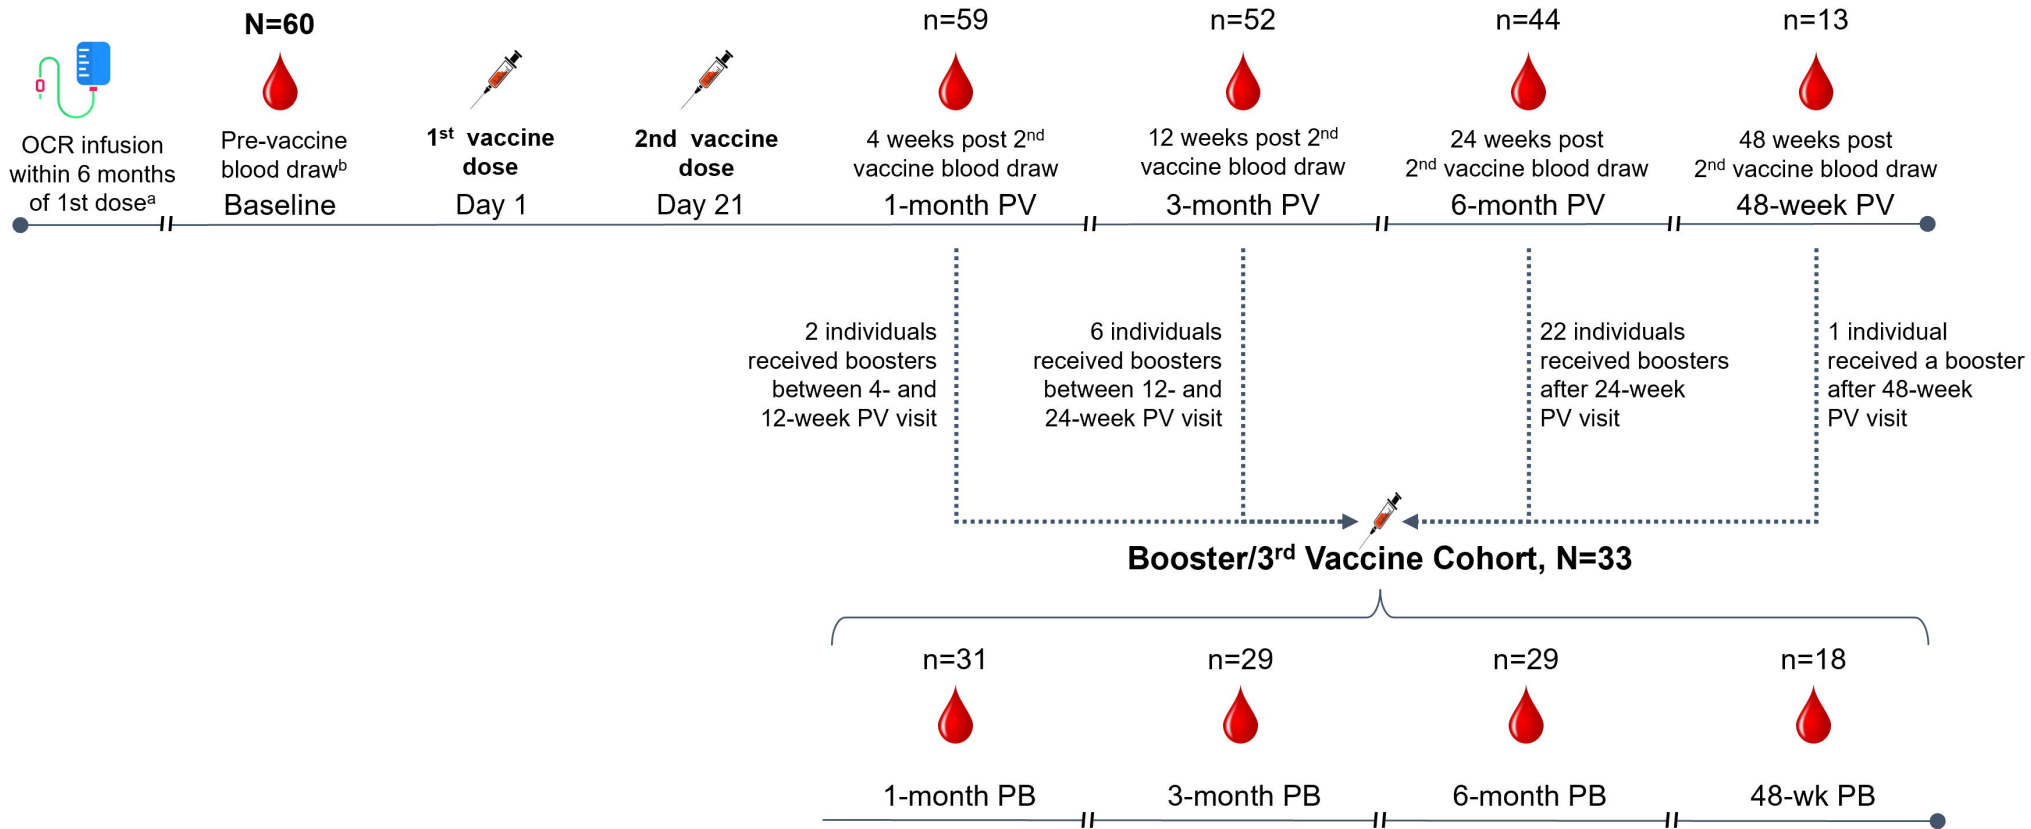 OCR infusion
within 6 months
of 1st doseᵃ
N=60
Pre-vaccine
blood drawᵇ
Baseline
1ˢᵗ vaccine
dose
Day 1
2nd vaccine
dose
Day 21
n=59
4 weeks post 2ⁿᵈ
vaccine blood draw
1-month PV
n=52
12 weeks post 2ⁿᵈ
vaccine blood draw
3-month PV
n=44
24 weeks post
2ⁿᵈ vaccine blood draw
6-month PV
n=13
48 weeks post
2ⁿᵈ vaccine blood draw
48-week PV
2 individuals
received boosters
between 4- and
12-week PV visit
6 individuals
received boosters
between 12- and
24-week PV visit
22 individuals
received boosters
after 24-week
PV visit
1 individual
received a booster
after 48-week
PV visit
Booster/3ʳᵈ Vaccine Cohort, N=33
n=31
1-month PB
n=29
3-month PB
n=29
6-month PB
n=18
48-wk PB